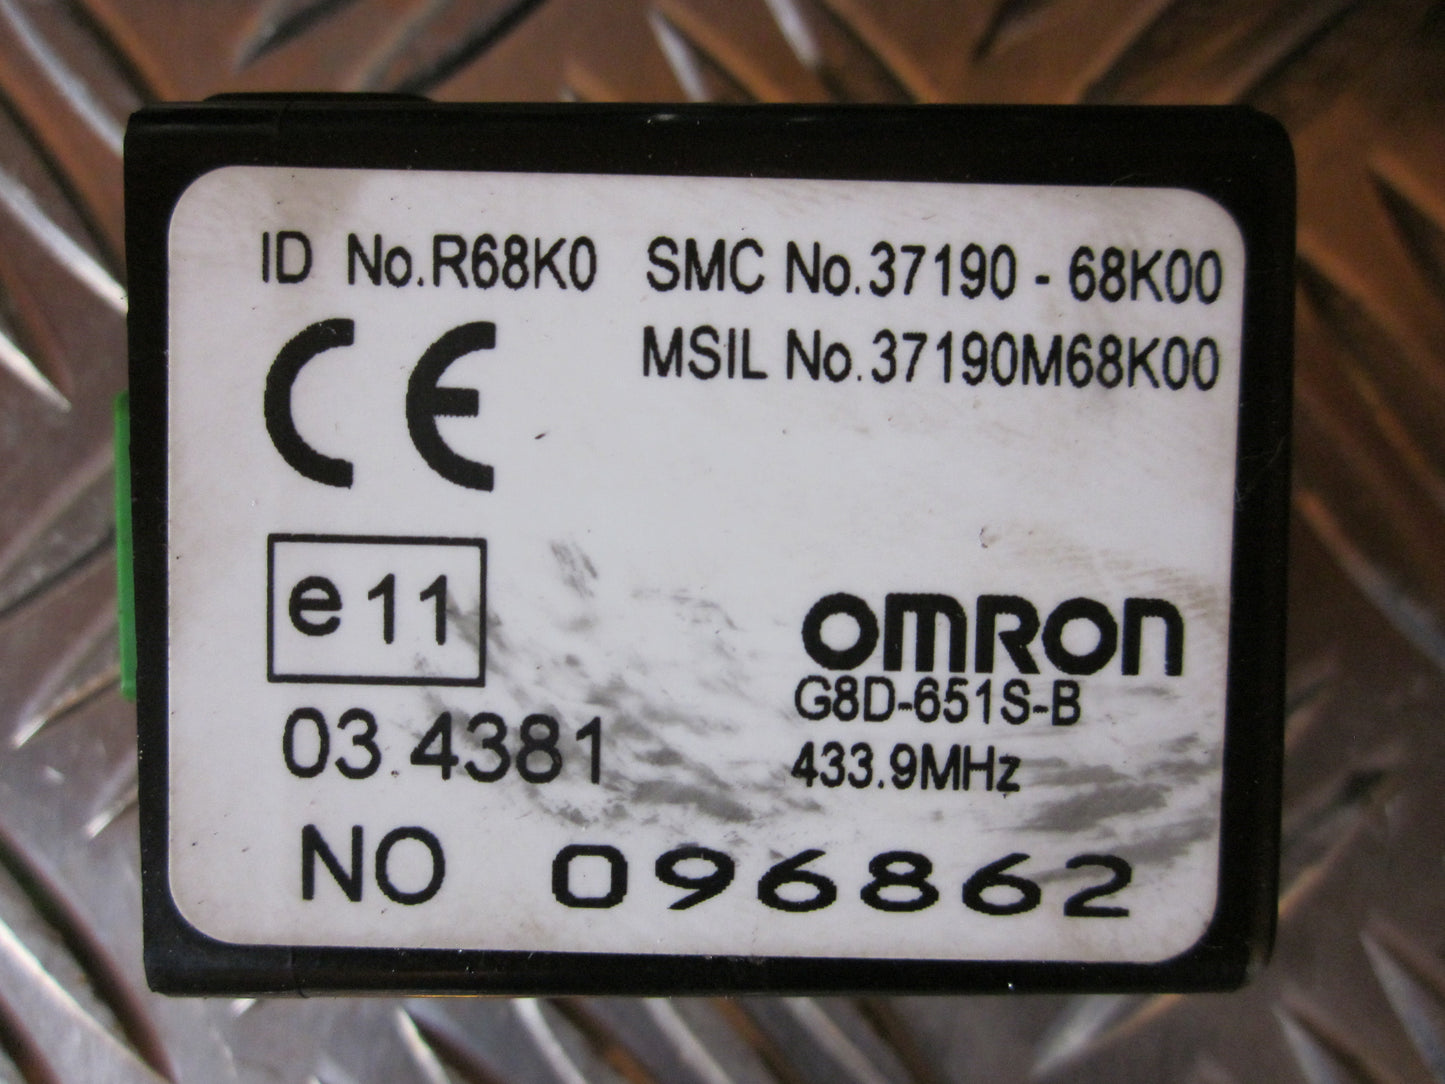 ID No.R68K0 SMC No.37190 - 68K00
MSIL No.37190M68K00
CE
e11
OMRON
G8D-651S-B
03 4381
433.9MHz
NO 096862